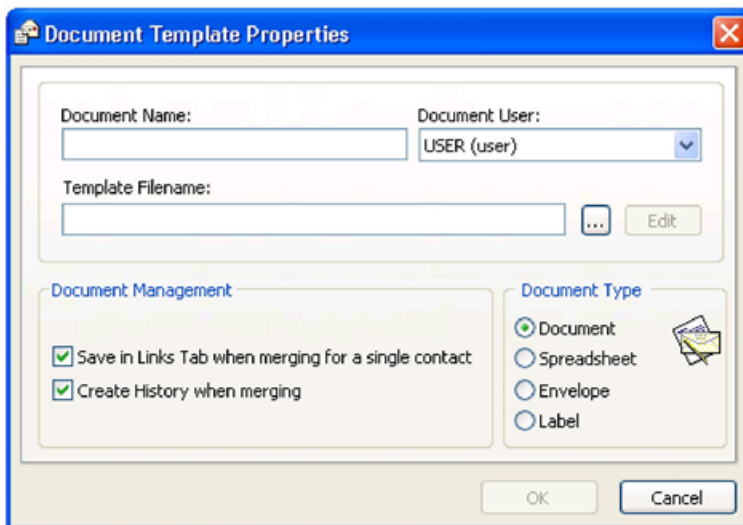 Document Template Properties
Document Name:
Document User:
USER (user)
Template Filename:
...
Edit
Document Management
Save in Links Tab when merging for a single contact
Create History when merging
Document Type
Document
Spreadsheet
Envelope
Label
OK
Cancel